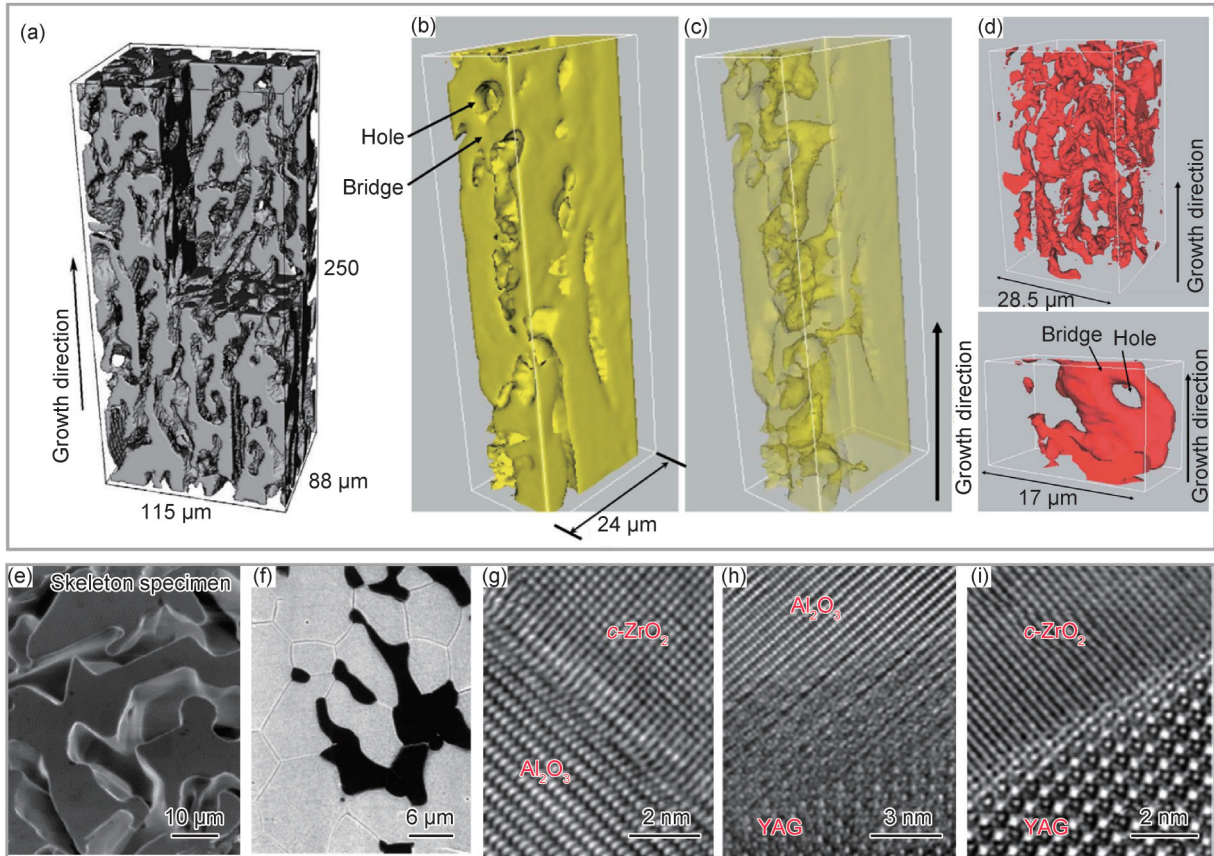 (a)
Growth direction
250
88 μm
115 μm
(b)
Hole
Bridge
24 μm
(c)
Growth direction
(d)
Growth direction
28.5 μm
Bridge
Hole
Growth direction
17 μm
(e)
Skeleton specimen
10 μm
(f)
6 μm
(g)
c-ZrO₂
Al₂O₃
2 nm
(h)
Al₂O₃
YAG
3 nm
(i)
c-ZrO₂
YAG
2 nm